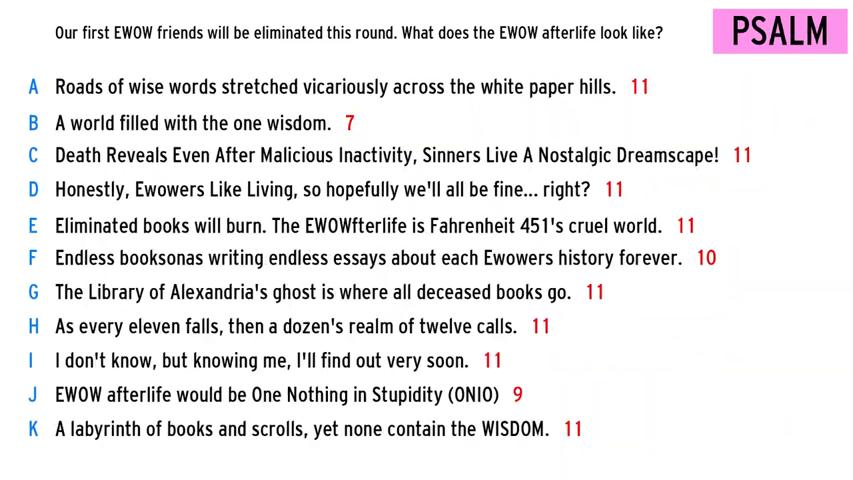 Our first EWOW friends will be eliminated this round. What does the EWOW afterlife look like?
PSALM
A Roads of wise words stretched vicariously across the white paper hills. 11
B A world filled with the one wisdom. 7
C Death Reveals Even After Malicious Inactivity, Sinners Live A Nostalgic Dreamscape! 11
D Honestly, Ewowers Like Living, so hopefully we'll all be fine... right? 11
E Eliminated books will burn. The EWOWfterlife is Fahrenheit 451's cruel world. 11
F Endless booksonas writing endless essays about each Ewowers history forever. 10
G The Library of Alexandria's ghost is where all deceased books go. 11
H As every eleven falls, then a dozen's realm of twelve calls. 11
I I don't know, but knowing me, I'll find out very soon. 11
J EWOW afterlife would be One Nothing in Stupidity (ONIO) 9
K A labyrinth of books and scrolls, yet none contain the WISDOM. 11